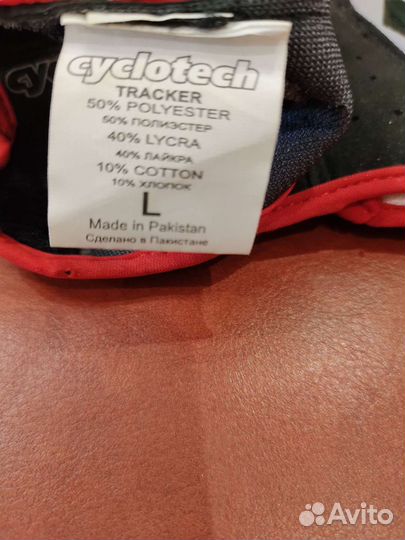 cyclotech
cyclotech
TRACKER
50% POLYESTER
50% ПОЛИЭСТЕР
40% LYCRA
40% ЛАЙКРА
10% COTTON
10% ХЛОПОК
L
Made in Pakistan
Сделано в Пакистане
Avito